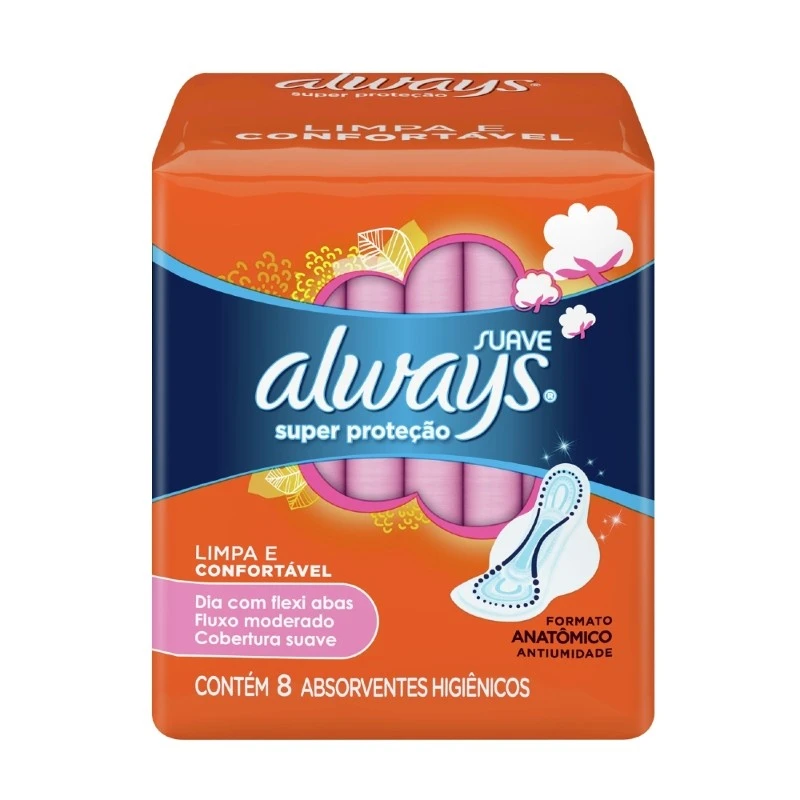 always®
super proteção
LIMPA E
CONFORTÁVEL
SUAVE
always®
super proteção
LIMPA E
CONFORTÁVEL
Dia com flexi abas
Fluxo moderado
Cobertura suave
FORMATO
ANATÔMICO
ANTIUMIDADE
CONTÉM 8 ABSORVENTES HIGIÊNICOS